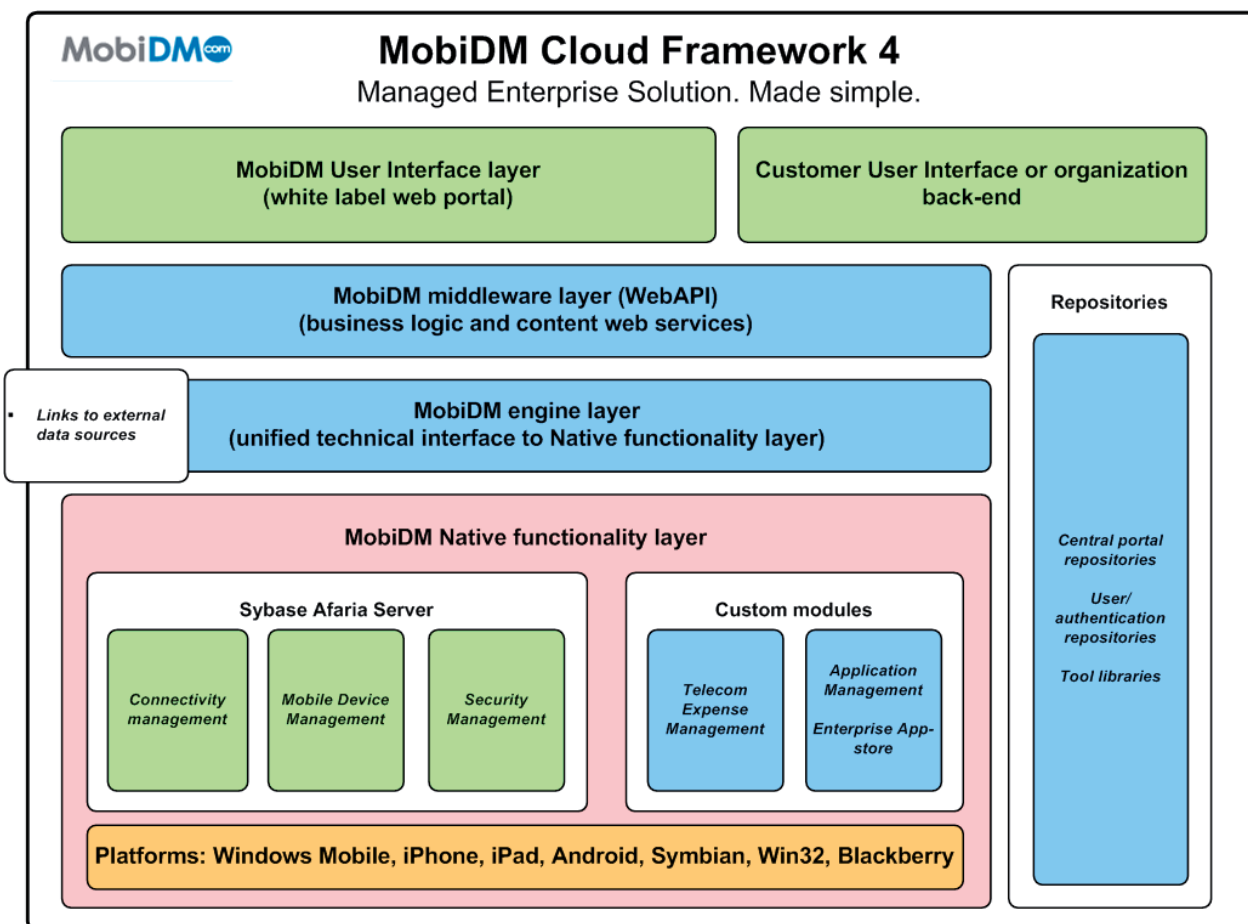 MobiDM.com
MobiDM Cloud Framework 4
Managed Enterprise Solution. Made simple.
MobiDM User Interface layer
(white label web portal)
Customer User Interface or organization
back-end
MobiDM middleware layer (WebAPI)
(business logic and content web services)
Repositories
▪ Links to external
data sources
MobiDM engine layer
(unified technical interface to Native functionality layer)
MobiDM Native functionality layer
Sybase Afaria Server
Connectivity
management
Mobile Device
Management
Security
Management
Custom modules
Telecom
Expense
Management
Application
Management
Enterprise App-
store
Central portal
repositories
User/
authentication
repositories
Tool libraries
Platforms: Windows Mobile, iPhone, iPad, Android, Symbian, Win32, Blackberry